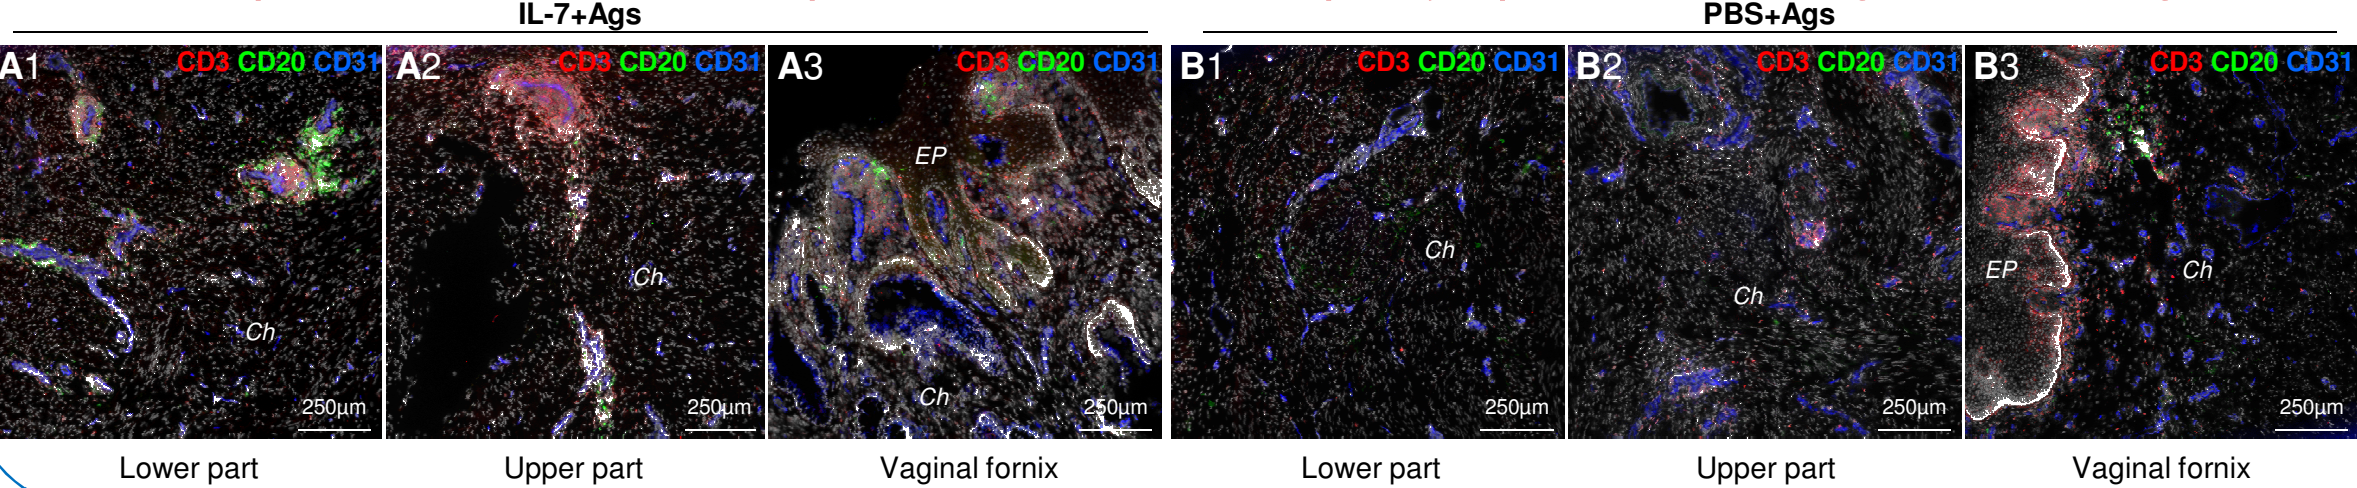 IL-7+Ags
PBS+Ags
A1 CD3 CD20 CD31
A2 CD3 CD20 CD31
A3 CD3 CD20 CD31
B1 CD3 CD20 CD31
B2 CD3 CD20 CD31
B3 CD3 CD20 CD31
EP
Ch
Ch
Ch
Ch
Ch
EP
Ch
250µm
250µm
250µm
250µm
250µm
250µm
Lower part
Upper part
Vaginal fornix
Lower part
Upper part
Vaginal fornix